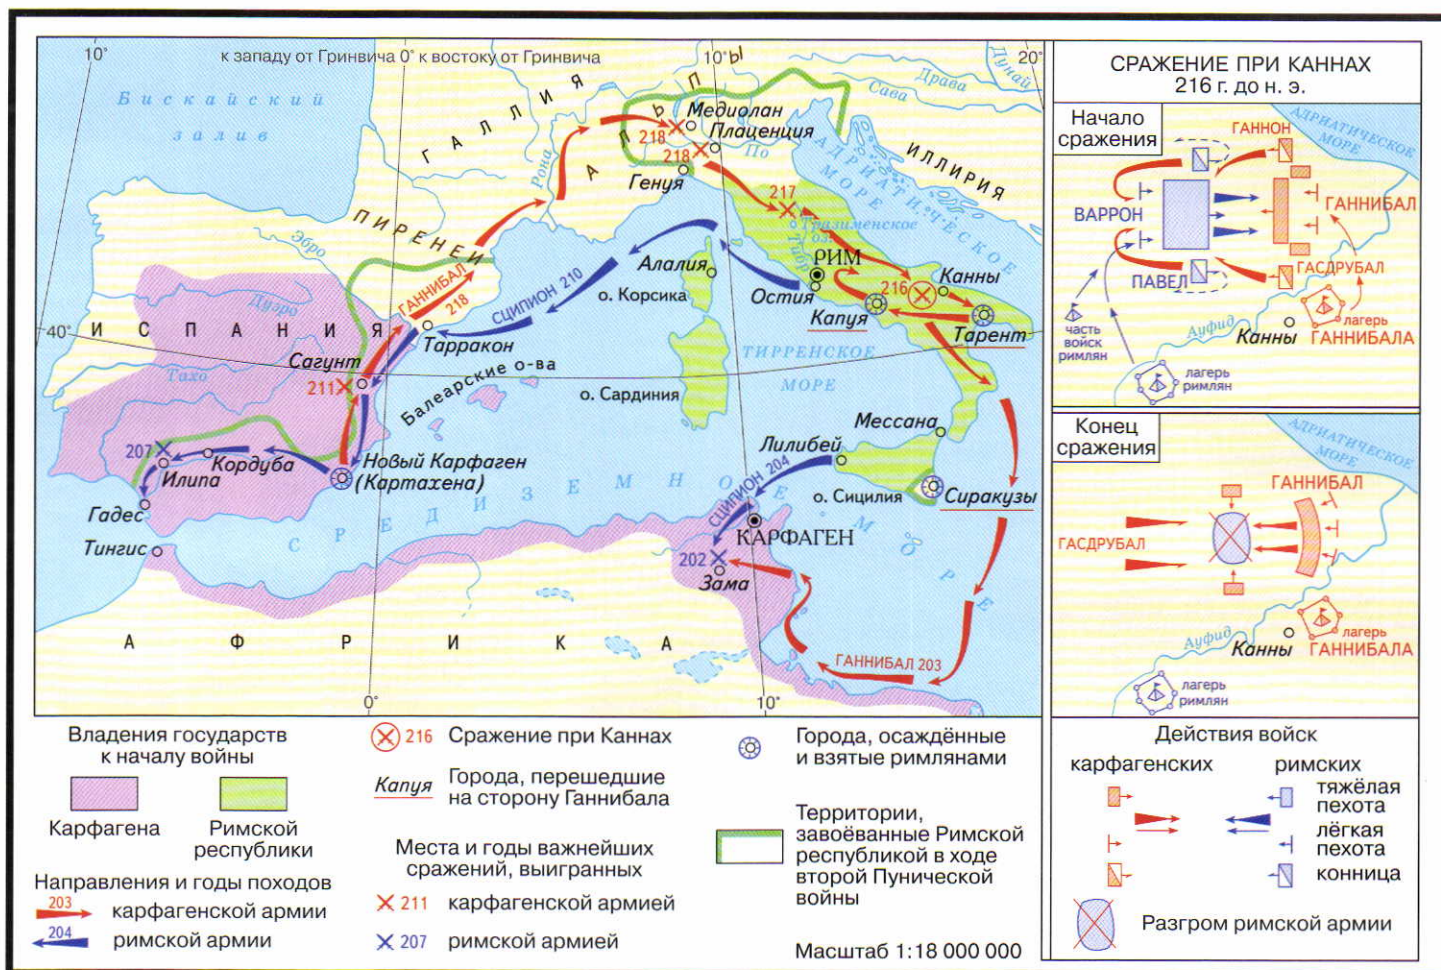 10°
к западу от Гринвича 0° к востоку от Гринвича
10°
20°
Бискайский
залив
ГАЛЛИЯ
АЛЬПЫ
Рона
Медиолан
218
Плаценция
218
По
Генуя
Драва
Сава
Дунай
ИЛЛИРИЯ
АДРИАТИЧЕСКОЕ
МОРЕ
217
Тразименское
оз.
Тибр
ПИРЕНЕИ
Эбро
Дуэро
ГАННИБАЛ
218
СЦИПИОН 210
Алалия
о. Корсика
РИМ
Остия
216
Канны
Капуя
Тарент
40°
40°
ИСПАНИЯ
Тарракон
Сагунт
211
Тахо
Балеарские о-ва
ТИРРЕНСКОЕ
МОРЕ
о. Сардиния
Мессана
Лилибей
207
Кордуба
Илипа
Новый Карфаген
(Картахена)
Гадес
Тингис
СРЕДИЗЕМНОЕ МОРЕ
СЦИПИОН 204
о. Сицилия
Сиракузы
КАРФАГЕН
202
Зама
ГАННИБАЛ 203
АФРИКА
0°
10°
СРАЖЕНИЕ ПРИ КАННАХ
216 г. до н. э.
Начало
сражения
АДРИАТИЧЕСКОЕ
МОРЕ
ГАННОН
ВАРРОН
ГАННИБАЛ
ПАВЕЛ
ГАСДРУБАЛ
часть
войск
римлян
Ауфид
Канны
лагерь
ГАННИБАЛА
лагерь
римлян
Конец
сражения
АДРИАТИЧЕСКОЕ
МОРЕ
ГАННИБАЛ
ГАСДРУБАЛ
Ауфид
Канны
лагерь
ГАННИБАЛА
лагерь
римлян
Владения государств
к началу войны
Карфагена
Римской
республики
Направления и годы походов
203
карфагенской армии
204
римской армии
216 Сражение при Каннах
Капуя
Города, перешедшие
на сторону Ганнибала
Места и годы важнейших
сражений, выигранных
211 карфагенской армией
207 римской армией
Города, осаждённые
и взятые римлянами
Территории,
завоёванные Римской
республикой в ходе
второй Пунической
войны
Масштаб 1:18 000 000
Действия войск
карфагенских
римских
тяжёлая
пехота
лёгкая
пехота
конница
Разгром римской армии